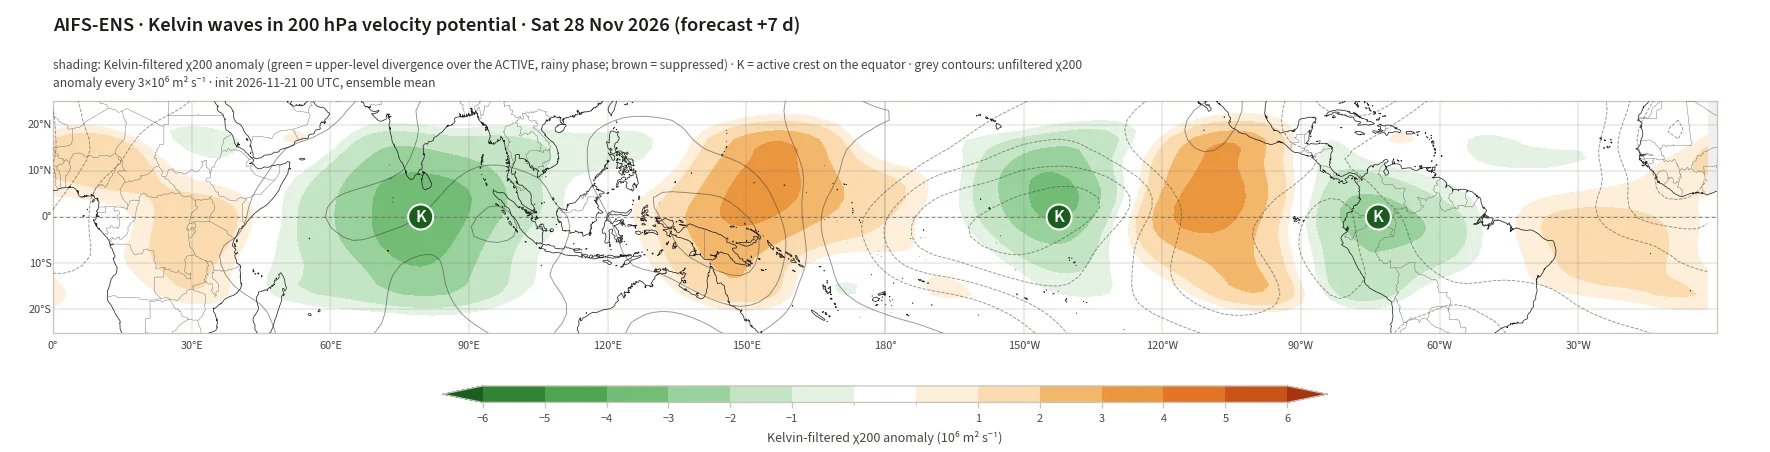 AIFS-ENS · Kelvin waves in 200 hPa velocity potential · Sat 28 Nov 2026 (forecast +7 d)
shading: Kelvin-filtered χ200 anomaly (green = upper-level divergence over the ACTIVE, rainy phase; brown = suppressed) · K = active crest on the equator · grey contours: unfiltered χ200
anomaly every 3×10⁶ m² s⁻¹ · init 2026-11-21 00 UTC, ensemble mean
20°N
10°N
0°
10°S
20°S
K K K
0° 30°E 60°E 90°E 120°E 150°E 180° 150°W 120°W 90°W 60°W 30°W
−6 −5 −4 −3 −2 −1 1 2 3 4 5 6
Kelvin-filtered χ200 anomaly (10⁶ m² s⁻¹)